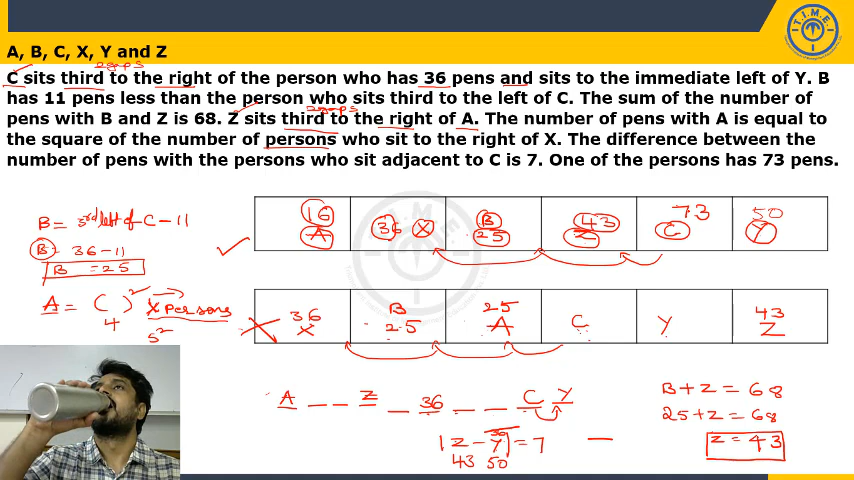 T.I.M.E.
A, B, C, X, Y and Z
2gaps
C sits third to the right of the person who has 36 pens and sits to the immediate left of Y. B
has 11 pens less than the person who sits third to the left of C. The sum of the number of
2gaps
pens with B and Z is 68. Z sits third to the right of A. The number of pens with A is equal to
the square of the number of persons who sit to the right of X. The difference between the
number of pens with the persons who sit adjacent to C is 7. One of the persons has 73 pens.
B = 3rd left of C - 11
B = 36 - 11
B = 25
A = ( )² X persons
4 5²
16 36 X B 43 73 50
A 25 Z C Y
36 B 25 43
X 25 A C Y Z
A _ _ Z _ 36 _ _ C Y
36
|Z - Y| = 7
43 50
B + Z = 68
25 + Z = 68
Z = 43